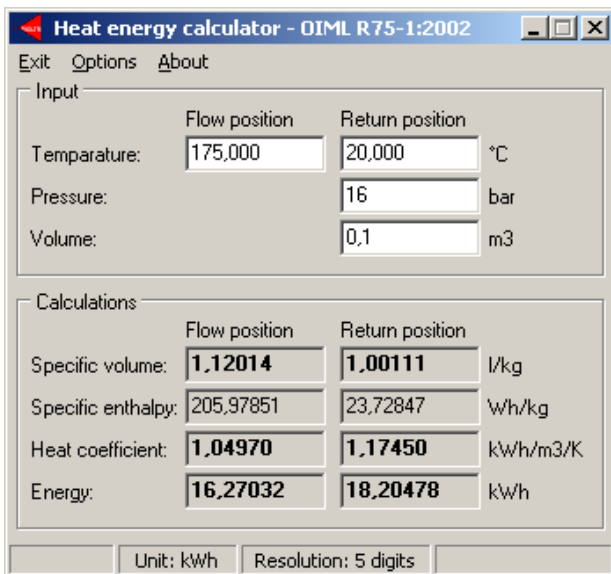 Heat energy calculator - OIML R75-1:2002
Exit Options About
Input
Flow position Return position
Temparature: 175,000 20,000 °C
Pressure: 16 bar
Volume: 0,1 m3
Calculations
Flow position Return position
Specific volume: 1,12014 1,00111 l/kg
Specific enthalpy: 205,97851 23,72847 Wh/kg
Heat coefficient: 1,04970 1,17450 kWh/m3/K
Energy: 16,27032 18,20478 kWh
Unit: kWh Resolution: 5 digits